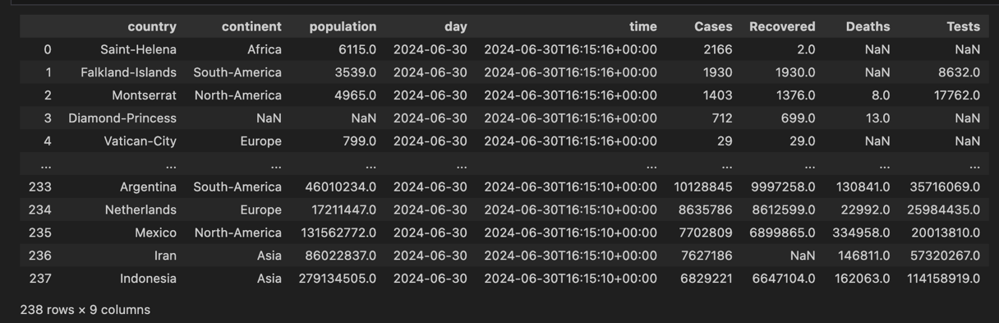 country continent population day time Cases Recovered Deaths Tests
0 Saint-Helena Africa 6115.0 2024-06-30 2024-06-30T16:15:16+00:00 2166 2.0 NaN NaN
1 Falkland-Islands South-America 3539.0 2024-06-30 2024-06-30T16:15:16+00:00 1930 1930.0 NaN 8632.0
2 Montserrat North-America 4965.0 2024-06-30 2024-06-30T16:15:16+00:00 1403 1376.0 8.0 17762.0
3 Diamond-Princess NaN NaN 2024-06-30 2024-06-30T16:15:16+00:00 712 699.0 13.0 NaN
4 Vatican-City Europe 799.0 2024-06-30 2024-06-30T16:15:16+00:00 29 29.0 NaN NaN
... ... ... ... ... ... ... ... ... ...
233 Argentina South-America 46010234.0 2024-06-30 2024-06-30T16:15:10+00:00 10128845 9997258.0 130841.0 35716069.0
234 Netherlands Europe 17211447.0 2024-06-30 2024-06-30T16:15:10+00:00 8635786 8612599.0 22992.0 25984435.0
235 Mexico North-America 131562772.0 2024-06-30 2024-06-30T16:15:10+00:00 7702809 6899865.0 334958.0 20013810.0
236 Iran Asia 86022837.0 2024-06-30 2024-06-30T16:15:10+00:00 7627186 NaN 146811.0 57320267.0
237 Indonesia Asia 279134505.0 2024-06-30 2024-06-30T16:15:10+00:00 6829221 6647104.0 162063.0 114158919.0
238 rows × 9 columns